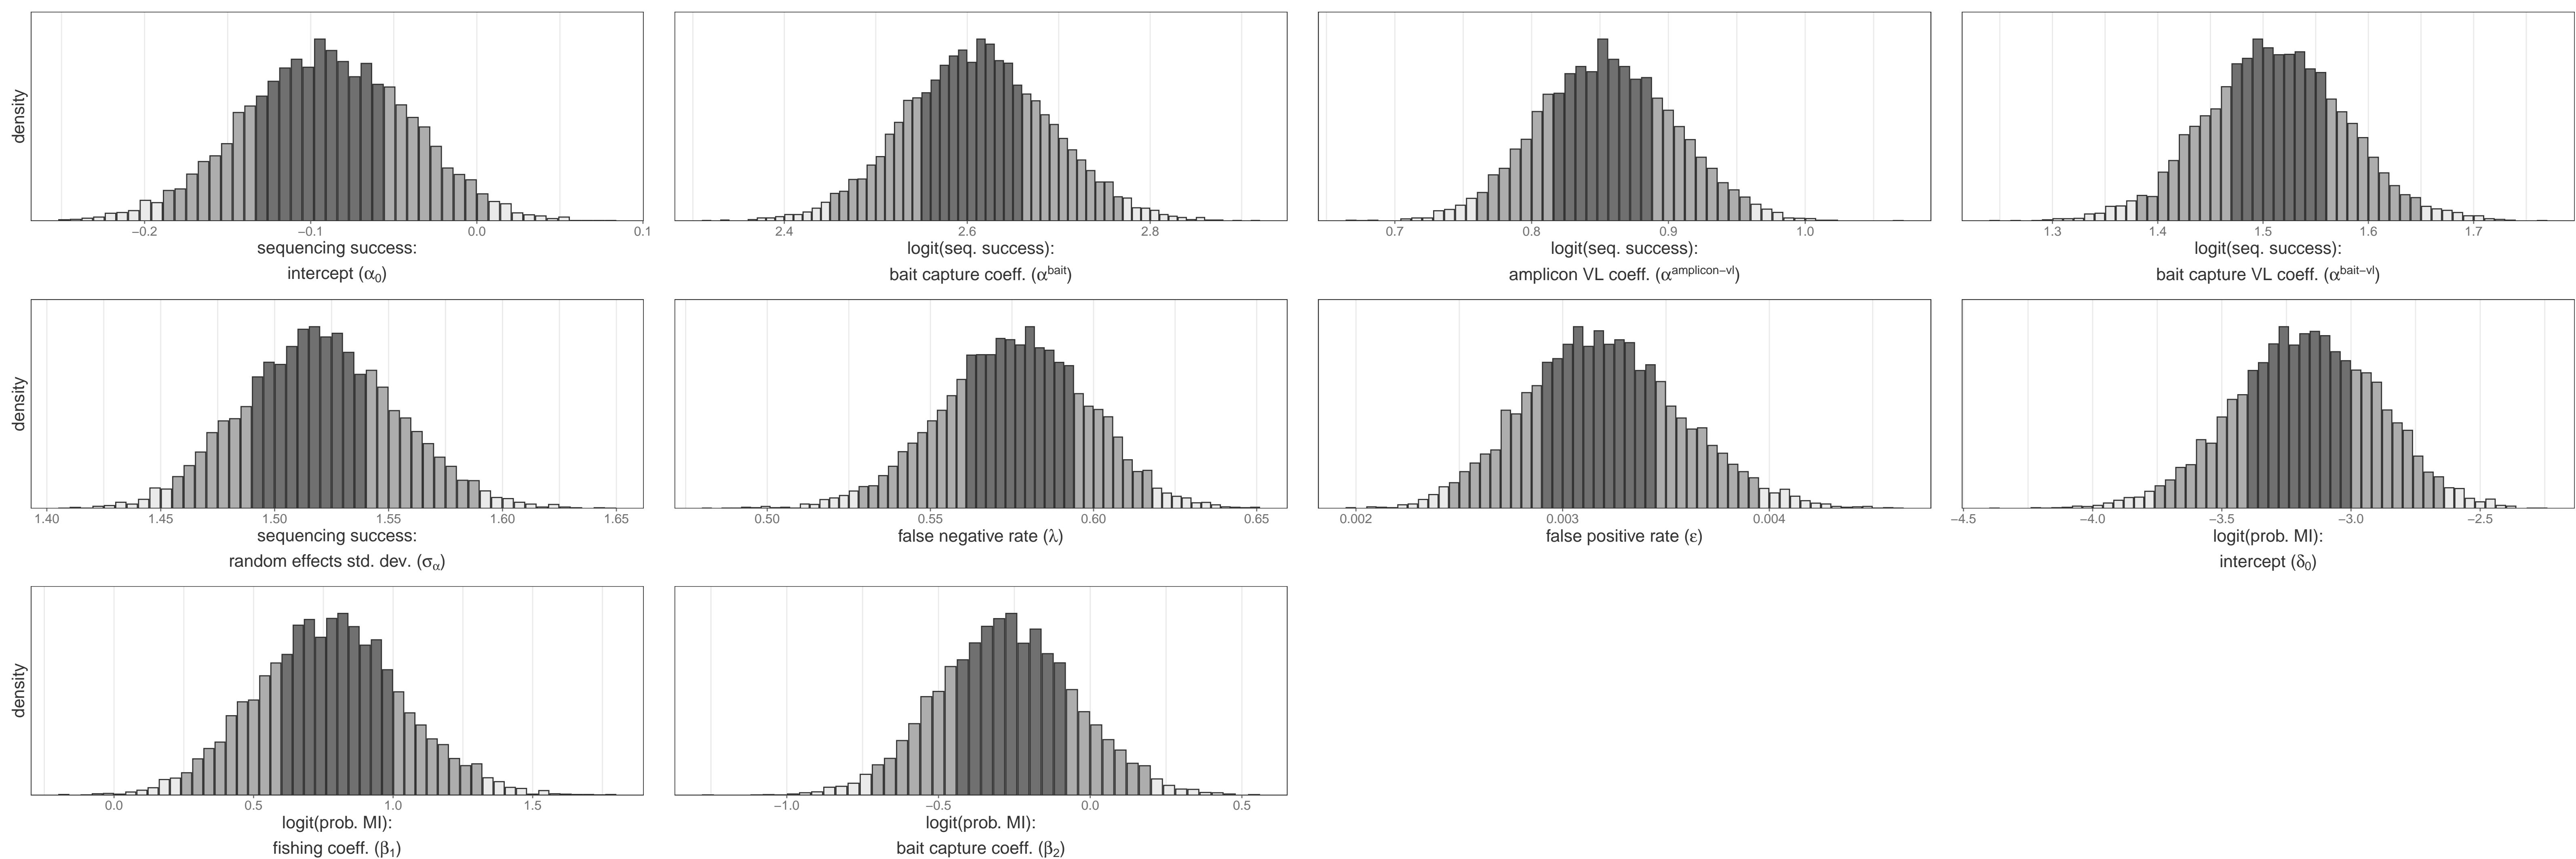 density
−0.2 −0.1 0.0 0.1
sequencing success:
intercept (α0)
2.4 2.6 2.8
logit(seq. success):
bait capture coeff. (αbait)
0.7 0.8 0.9 1.0
logit(seq. success):
amplicon VL coeff. (αamplicon−vl)
1.3 1.4 1.5 1.6 1.7
logit(seq. success):
bait capture VL coeff. (αbait−vl)
density
1.40 1.45 1.50 1.55 1.60 1.65
sequencing success:
random effects std. dev. (σα)
0.50 0.55 0.60 0.65
false negative rate (λ)
0.002 0.003 0.004
false positive rate (ε)
−4.5 −4.0 −3.5 −3.0 −2.5
logit(prob. MI):
intercept (δ0)
density
0.0 0.5 1.0 1.5
logit(prob. MI):
fishing coeff. (β1)
−1.0 −0.5 0.0 0.5
logit(prob. MI):
bait capture coeff. (β2)